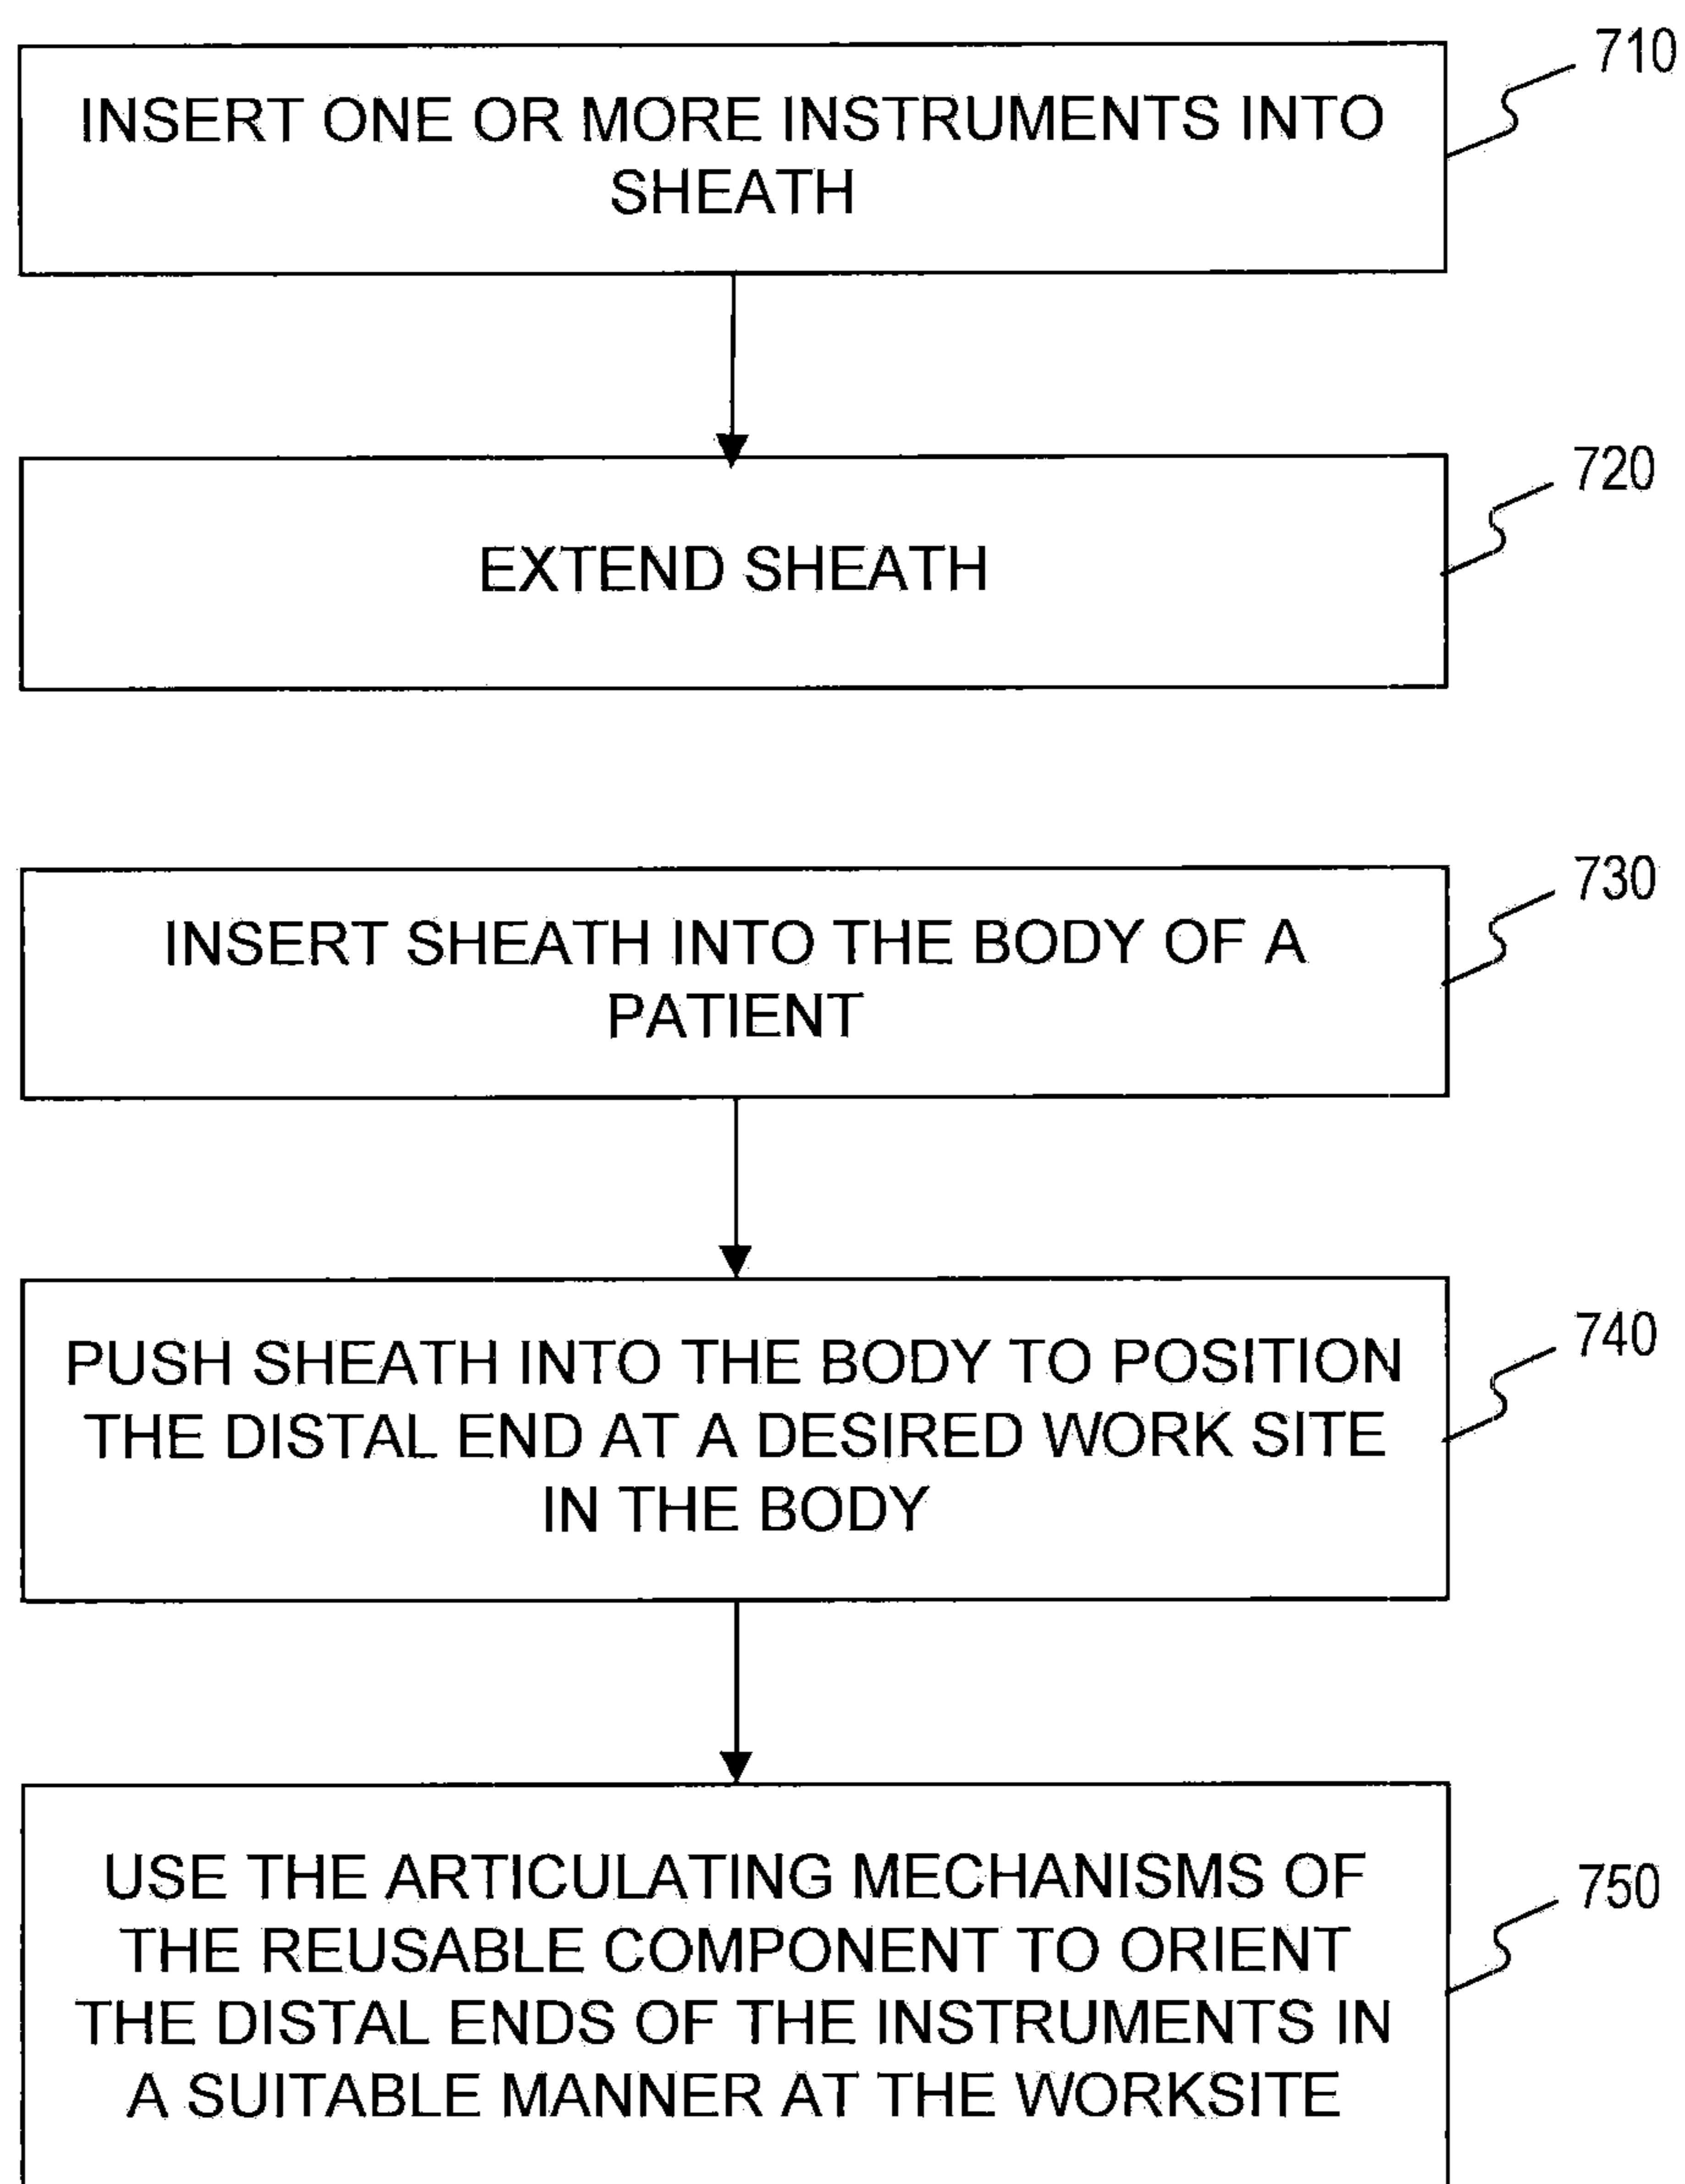 710
INSERT ONE OR MORE INSTRUMENTS INTO
SHEATH
720
EXTEND SHEATH
730
INSERT SHEATH INTO THE BODY OF A
PATIENT
740
PUSH SHEATH INTO THE BODY TO POSITION
THE DISTAL END AT A DESIRED WORK SITE
IN THE BODY
750
USE THE ARTICULATING MECHANISMS OF
THE REUSABLE COMPONENT TO ORIENT
THE DISTAL ENDS OF THE INSTRUMENTS IN
A SUITABLE MANNER AT THE WORKSITE